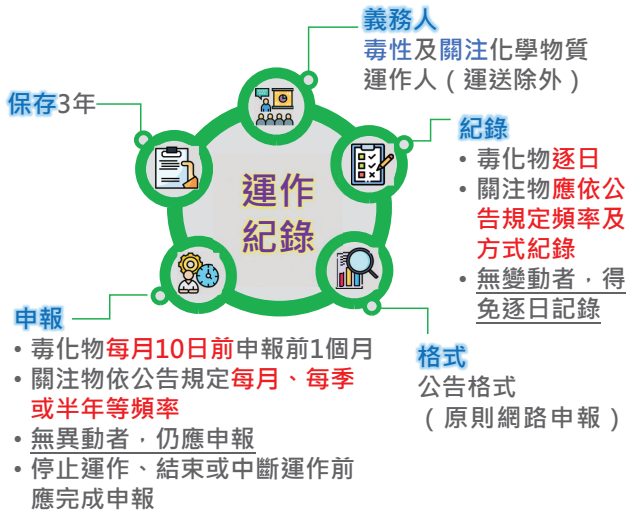 義務人
毒性及關注化學物質
運作人（運送除外）
保存3年
紀錄
• 毒化物逐日
• 關注物應依公
告規定頻率及
方式紀錄
• 無變動者，得
免逐日記錄
運作
紀錄
申報
• 毒化物每月10日前申報前1個月
• 關注物依公告規定每月、每季
或半年等頻率
• 無異動者，仍應申報
• 停止運作、結束或中斷運作前
應完成申報
格式
公告格式
（原則網路申報）